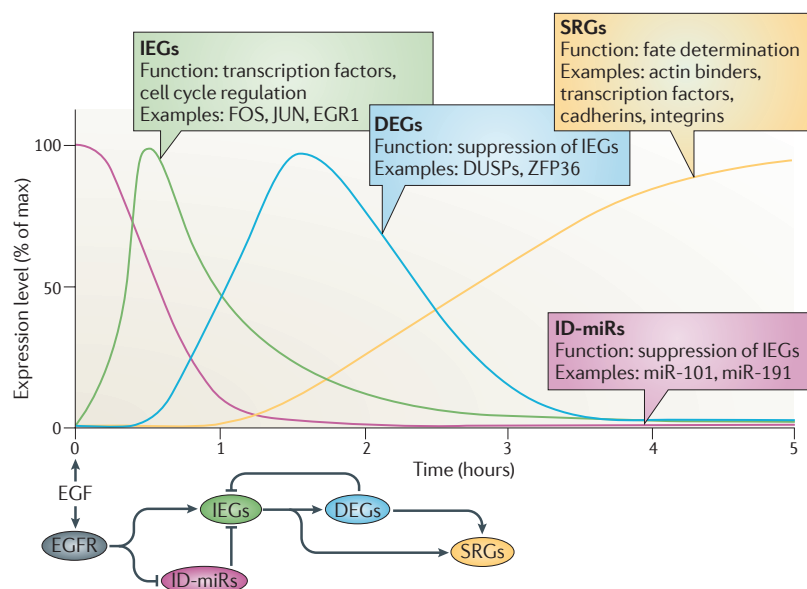 IEGs
Function: transcription factors,
cell cycle regulation
Examples: FOS, JUN, EGR1
SRGs
Function: fate determination
Examples: actin binders,
transcription factors,
cadherins, integrins
DEGs
Function: suppression of IEGs
Examples: DUSPs, ZFP36
ID-miRs
Function: suppression of IEGs
Examples: miR-101, miR-191
Expression level (% of max)
100
50
0
0
1
2
3
4
5
Time (hours)
EGF
EGFR
IEGs
DEGs
SRGs
ID-miRs